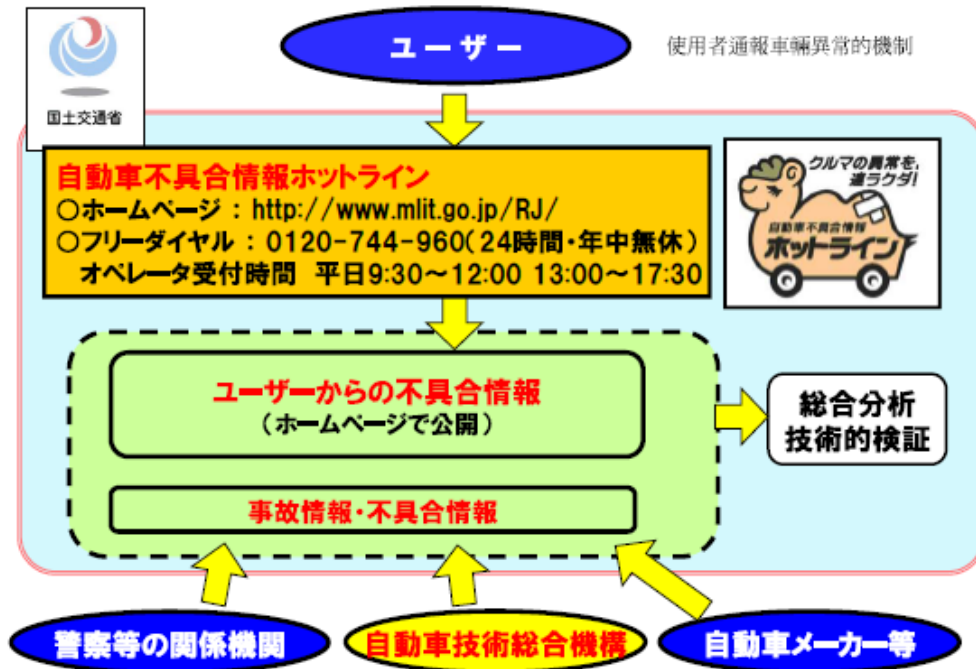 国土交通省
ユーザー
使用者通報車輛異常的機制
自動車不具合情報ホットライン
○ホームページ：http://www.mlit.go.jp/RJ/
○フリーダイヤル：0120-744-960（24時間・年中無休）
オペレータ受付時間 平日9:30～12:00 13:00～17:30
クルマの異常を、
違ラクダ！
自動車不具合情報
ホットライン
ユーザーからの不具合情報
（ホームページで公開）
総合分析
技術的検証
事故情報・不具合情報
警察等の関係機関
自動車技術総合機構
自動車メーカー等